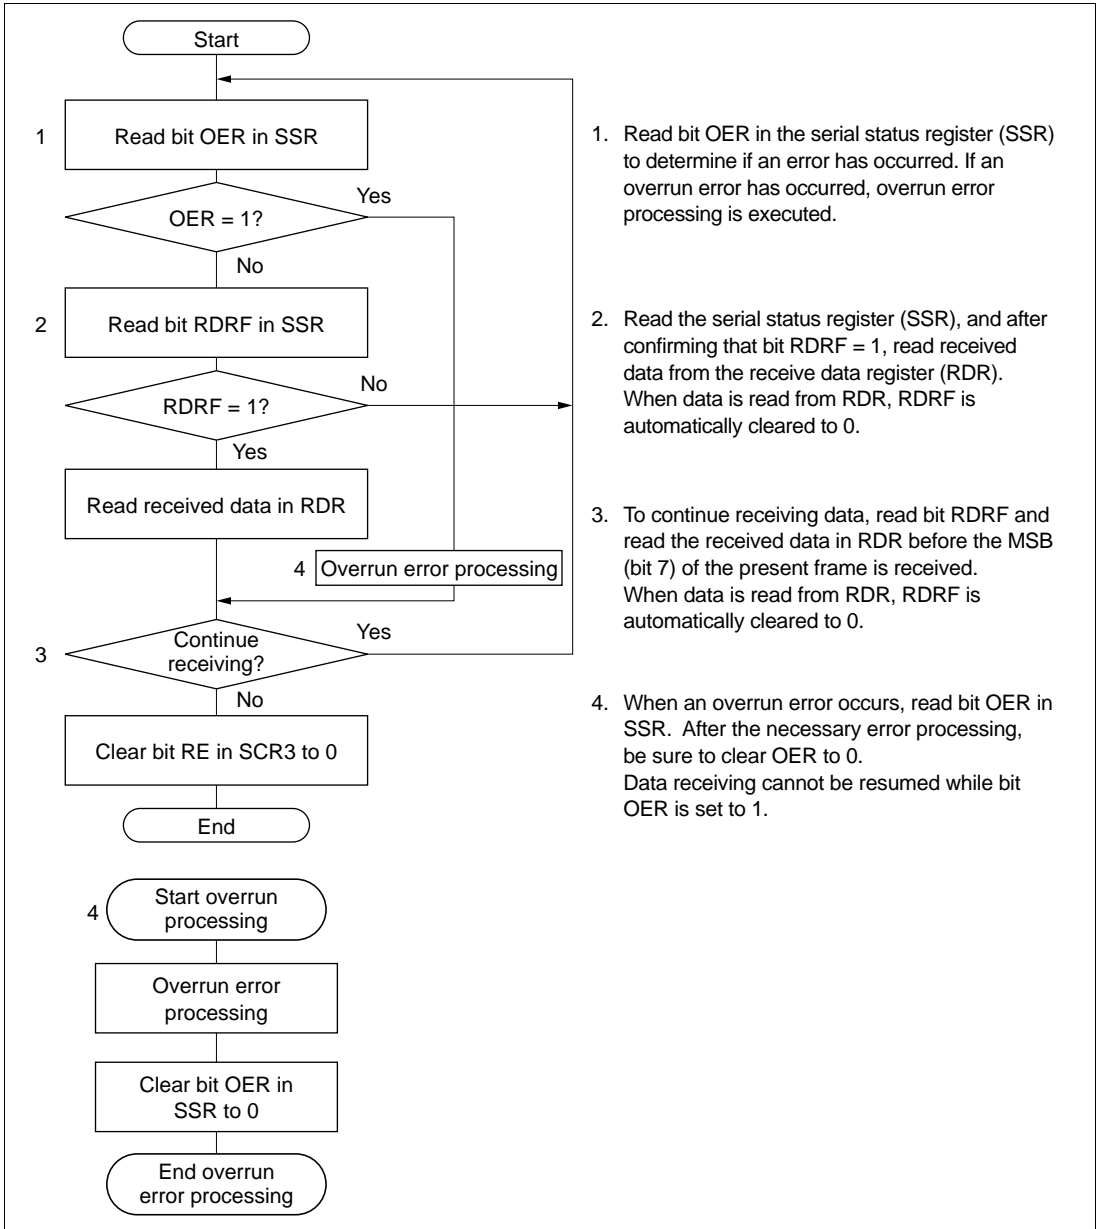 Start
1
Read bit OER in SSR
OER = 1?
Yes
No
2
Read bit RDRF in SSR
RDRF = 1?
No
Yes
Read received data in RDR
4
Overrun error processing
3
Continue
receiving?
Yes
No
Clear bit RE in SCR3 to 0
End
4
Start overrun
processing
Overrun error
processing
Clear bit OER in
SSR to 0
End overrun
error processing
1. Read bit OER in the serial status register (SSR)
to determine if an error has occurred. If an
overrun error has occurred, overrun error
processing is executed.
2. Read the serial status register (SSR), and after
confirming that bit RDRF = 1, read received
data from the receive data register (RDR).
When data is read from RDR, RDRF is
automatically cleared to 0.
3. To continue receiving data, read bit RDRF and
read the received data in RDR before the MSB
(bit 7) of the present frame is received.
When data is read from RDR, RDRF is
automatically cleared to 0.
4. When an overrun error occurs, read bit OER in
SSR. After the necessary error processing,
be sure to clear OER to 0.
Data receiving cannot be resumed while bit
OER is set to 1.